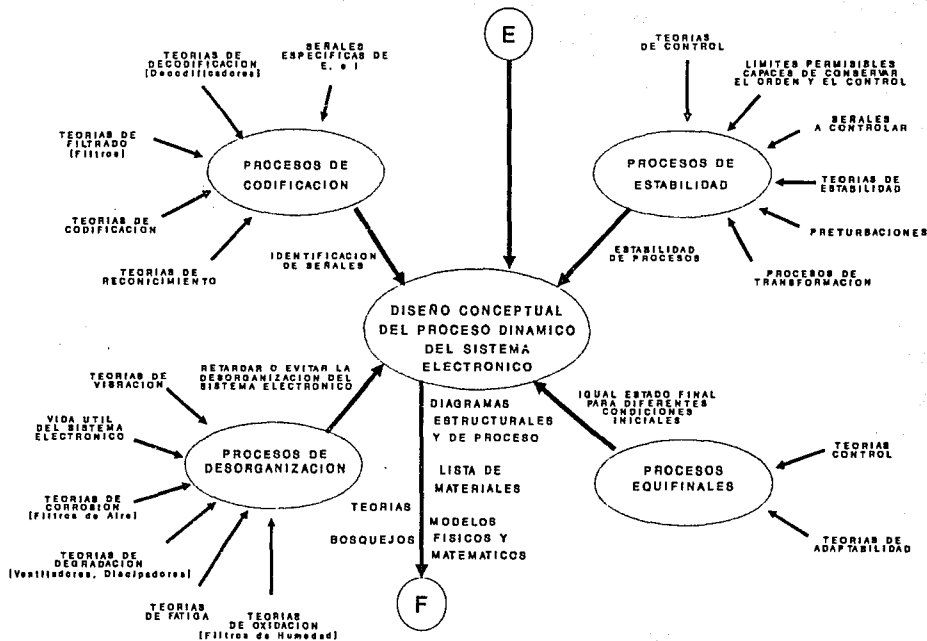 E
TEORIAS DE
DECODIFICACION
[Decodificadores]
SEÑALES
ESPECIFICAS DE
E, e I
TEORIAS DE
FILTRADO
[Filtros]
TEORIAS DE
CODIFICACION
TEORIAS DE
RECONICIMIENTO
PROCESOS DE
CODIFICACION
IDENTIFICACION
DE SEÑALES
TEORIAS
DE CONTROL
LIMITES PERMISIBLES
CAPACES DE CONSERVAR
EL ORDEN Y EL CONTROL
SEÑALES
A CONTROLAR
TEORIAS DE
ESTABILIDAD
PRETURBACIONES
PROCESOS DE
TRANSFORMACION
PROCESOS DE
ESTABILIDAD
ESTABILIDAD
DE PROCESOS
DISEÑO CONCEPTUAL
DEL PROCESO DINAMICO
DEL SISTEMA
ELECTRONICO
RETARDAR O EVITAR LA
DESORGANIZACION DEL
SISTEMA ELECTRONICO
TEORIAS DE
VIBRACION
VIDA UTIL
DEL SISTEMA
ELECTRONICO
TEORIAS DE
CORROSION
[Filtros de Aire]
TEORIAS DE
DEGRADACION
[Ventiladores, Discipadores]
TEORIAS
DE FATIGA
TEORIAS
DE OXIDACION
[Filtros de Humedad]
PROCESOS DE
DESORGANIZACION
DIAGRAMAS
ESTRUCTURALES
Y DE PROCESO
LISTA DE
MATERIALES
TEORIAS
BOSQUEJOS
MODELOS
FISICOS Y
MATEMATICOS
IGUAL ESTADO FINAL
PARA DIFERENTES
CONDICIONES
INICIALES
PROCESOS
EQUIFINALES
TEORIAS
CONTROL
TEORIAS DE
ADAPTABILIDAD
F